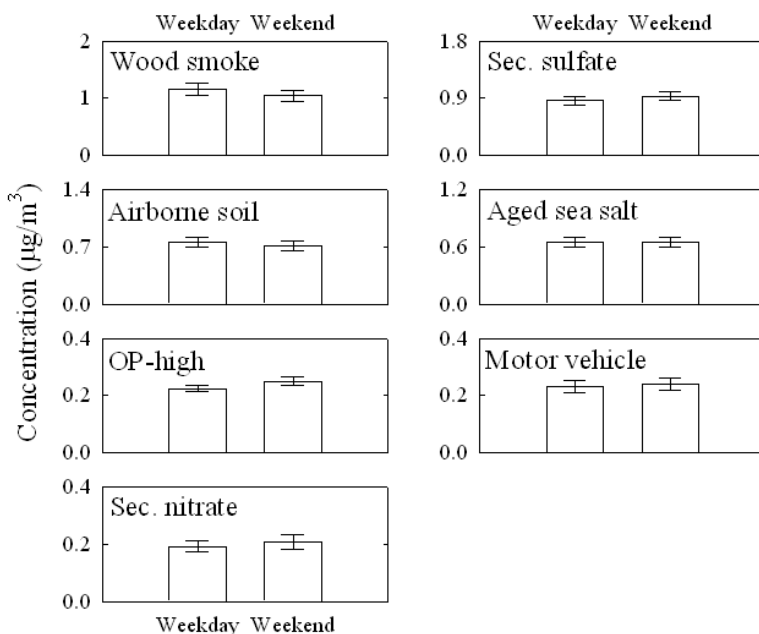 Weekday Weekend
Weekday Weekend
2
Wood smoke
1
0
1.8
Sec. sulfate
0.9
0.0
1.4
Airborne soil
0.7
0.0
1.2
Aged sea salt
0.6
0.0
Concentration (μg/m³)
0.4
OP-high
0.2
0.0
0.4
Motor vehicle
0.2
0.0
0.4
Sec. nitrate
0.2
0.0
Weekday Weekend